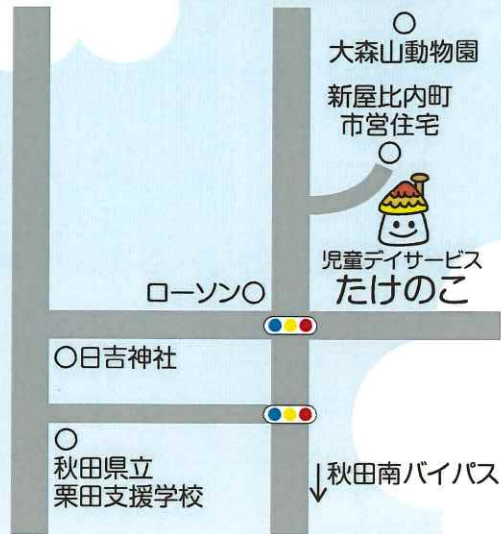 大森山動物園
新屋比内町
市営住宅
児童デイサービス
たけのこ
ローソン
日吉神社
秋田県立
栗田支援学校
↓秋田南バイパス